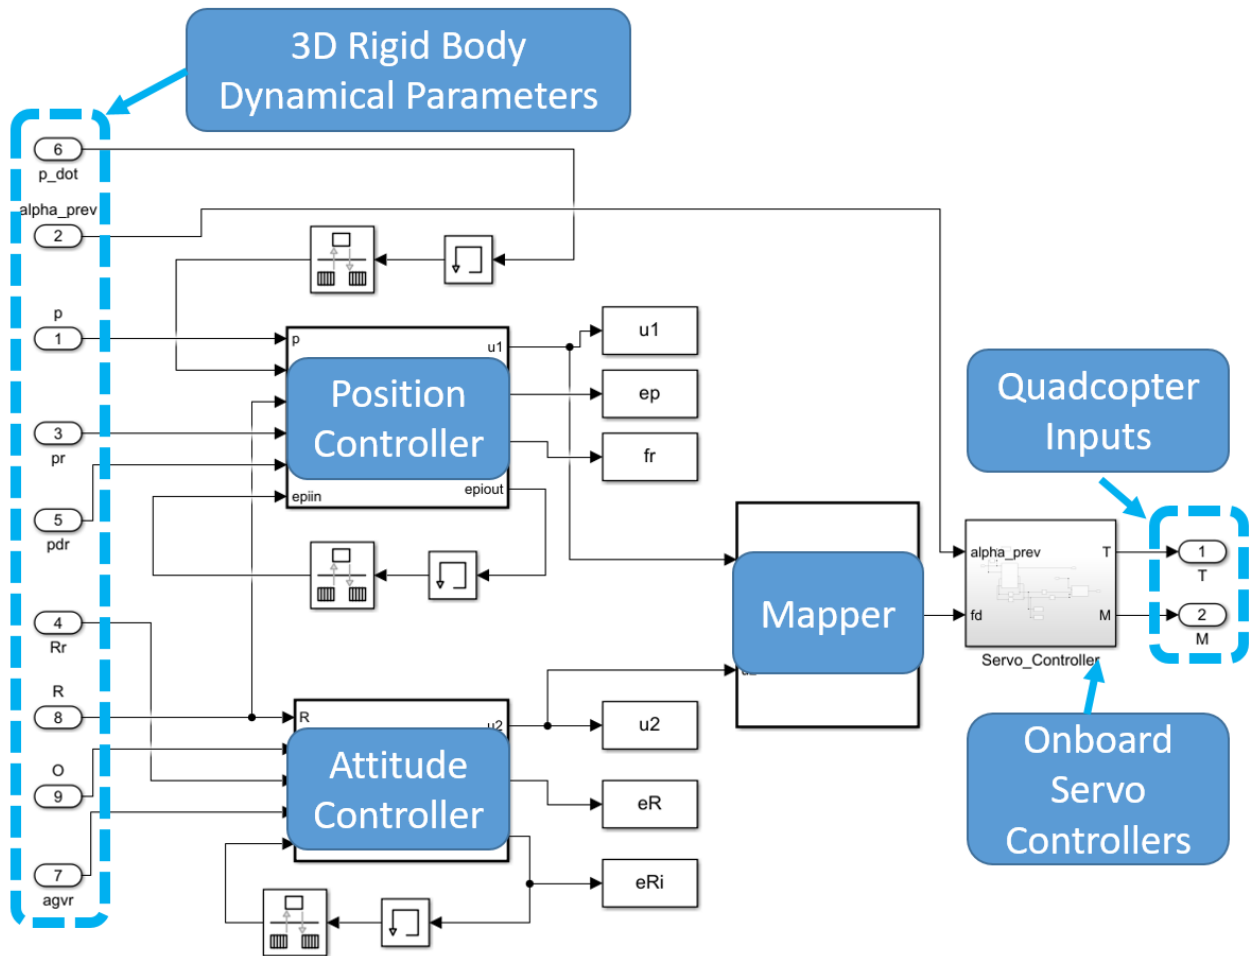 3D Rigid Body
Dynamical Parameters
6
p_dot
alpha_prev
2
p
1
3
pr
5
pdr
4
Rr
R
8
O
9
7
agvr
p
u1
Position
Controller
epiin
epiout
u1
ep
fr
R
u2
Attitude
Controller
u2
eR
eRi
Mapper
Quadcopter
Inputs
alpha_prev
T
fd
M
Servo_Controller
1
T
2
M
Onboard
Servo
Controllers